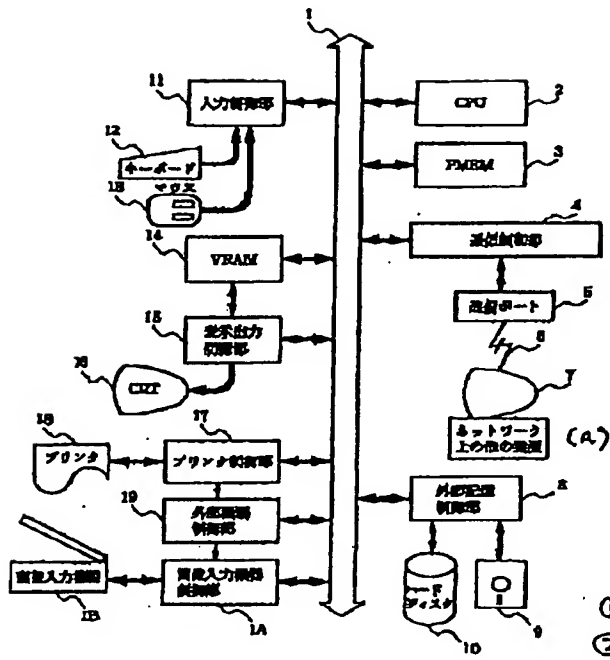 1
11
入力制御部
CPU
2
12
キーボード
PMEM
3
マウス
13
4
14
VRAM
通信制御部
通信ポート
5
15
表示出力
制御部
6
16
CRT
7
17
ネットワーク
上の他の装置
(a)
18
プリンタ
プリンタ制御部
外部記憶
制御部
8
19
外部機器
制御部
画像入力機器
画像入力機器
制御部
ハード
ディスク
1B
1A
10
9